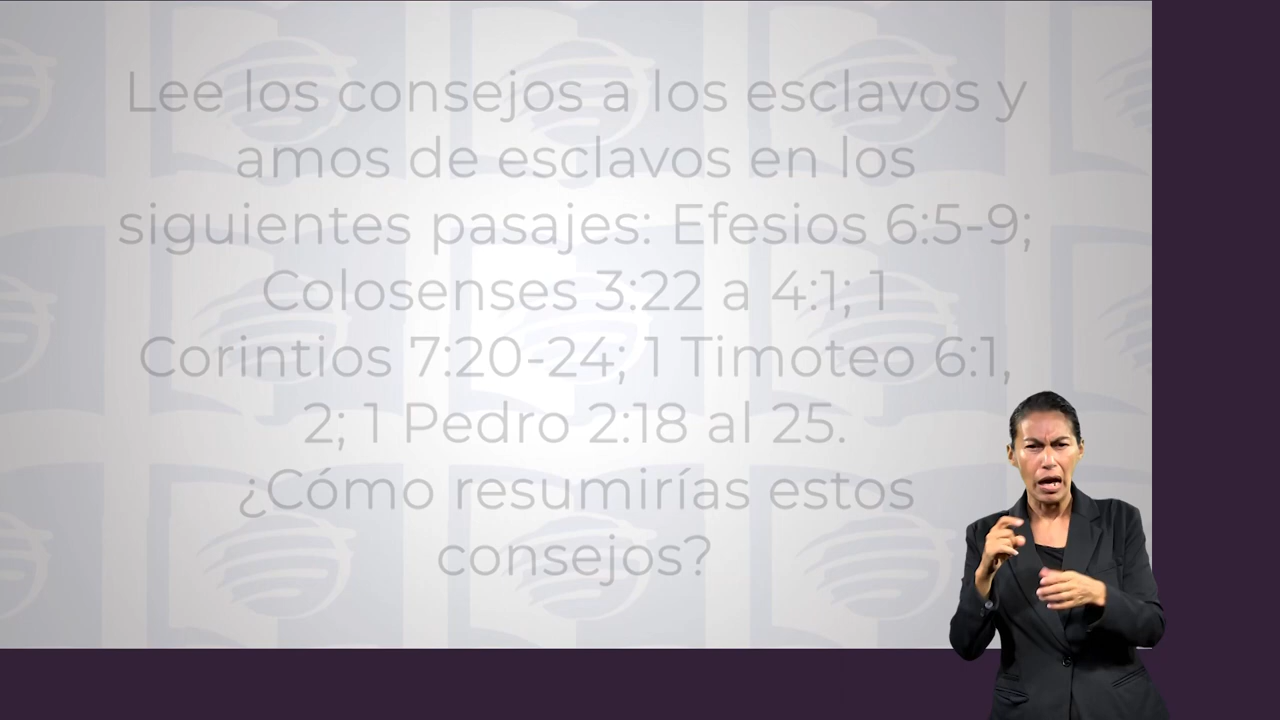 Lee los consejos a los esclavos y
amos de esclavos en los
siguientes pasajes: Efesios 6:5-9;
Colosenses 3:22 a 4:1; 1
Corintios 7:20-24; 1 Timoteo 6:1,
2; 1 Pedro 2:18 al 25.
¿Cómo resumirías estos
consejos?